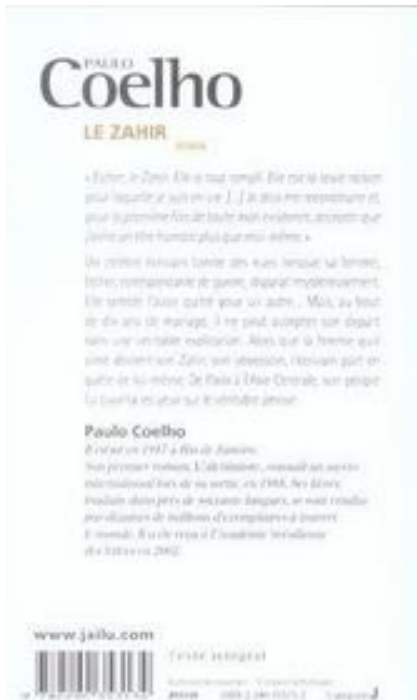 PAULO
Coelho
LE ZAHIR
roman
« Esther, le Zahir. Elle a tout rempli. Elle est la seule raison
pour laquelle je suis en vie. [...] Je dois me reconstruire et,
pour la première fois de toute mon existence, accepter que
j'aime un être humain plus que moi-même. »
Un célèbre écrivain tombe des nues lorsque sa femme,
Esther, correspondante de guerre, disparaît mystérieusement.
Elle semble l'avoir quitté pour un autre... Mais, au bout
de dix ans de mariage, il ne peut accepter son départ
sans une véritable explication. Alors que la femme qu'il
aime devient son Zahir, son obsession, l'écrivain part en
quête de lui-même. De Paris à l'Asie Centrale, son périple
lui ouvrira les yeux sur le véritable amour.
Paulo Coelho
Il est né en 1947 à Rio de Janeiro.
Son premier roman, L'alchimiste, connaît un succès
international lors de sa sortie, en 1988. Ses livres,
traduits dans près de soixante langues, se sont vendus
par dizaines de millions d'exemplaires à travers
le monde. Il a été reçu à l'Académie brésilienne
des lettres en 2002.
www.jailu.com
Texte intégral